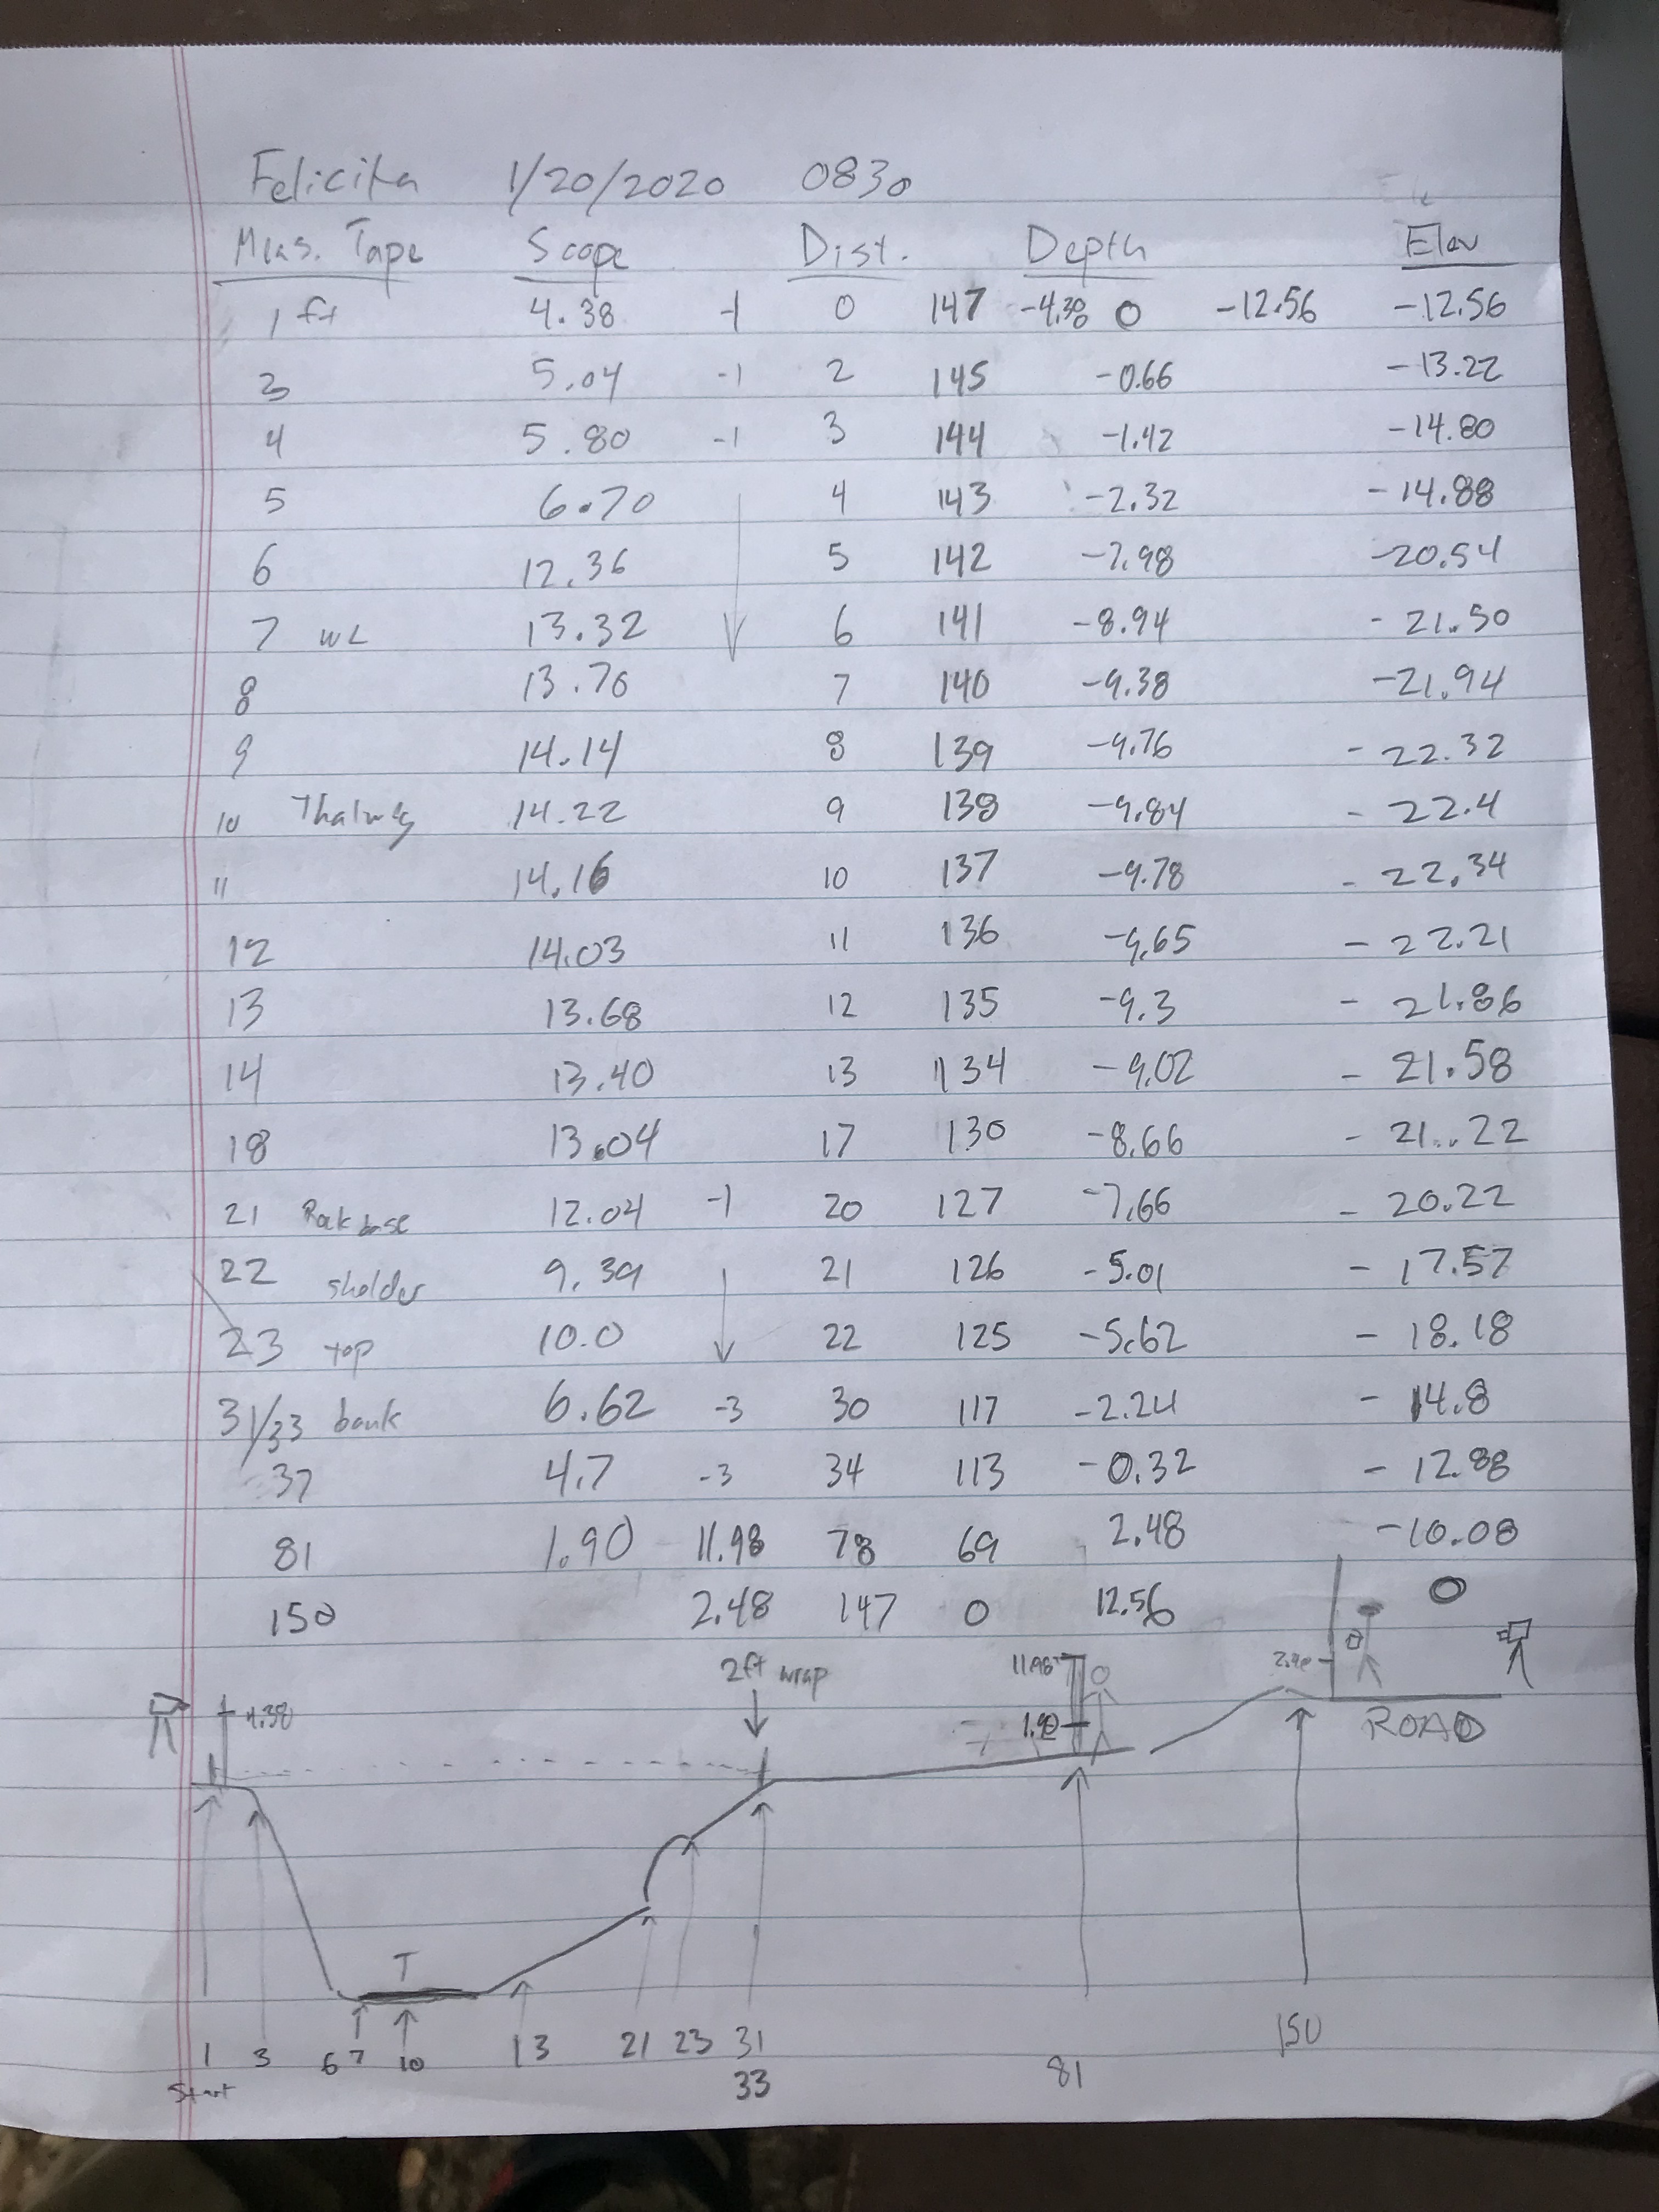 Felicita 1/20/2020 0830
Meas. Tape Scope Dist. Depth Elev
1 ft 4.38 -1 0 147 -4.38 0 -12.56 -12.56
3 5.04 -1 2 145 -0.66 -13.22
4 5.80 -1 3 144 -1.42 -14.80
5 6.70 4 143 -2.32 -14.88
6 12.36 5 142 -7.98 -20.54
7 WL 13.32 6 141 -8.94 -21.50
8 13.76 7 140 -9.38 -21.94
9 14.14 8 139 -9.76 -22.32
10 Thalweg 14.22 9 138 -9.84 -22.4
11 14.16 10 137 -9.78 -22.34
12 14.03 11 136 -9.65 -22.21
13 13.68 12 135 -9.3 -21.86
14 13.40 13 134 -9.02 -21.58
18 13.04 17 130 -8.66 -21.22
21 Rock base 12.04 -1 20 127 -7.66 -20.22
22 sholder 9.39 21 126 -5.01 -17.57
23 top 10.0 22 125 -5.62 -18.18
31/33 bank 6.62 -3 30 117 -2.24 -14.8
37 4.7 -3 34 113 -0.32 -12.88
81 1.90 11.98 78 69 2.48 -10.08
150 2.48 147 0 12.56 0
2ft wrap 11.98
4.38 1.90 ROAD
T
1 3 6 7 10 13 21 23 31 150
Start 33 81